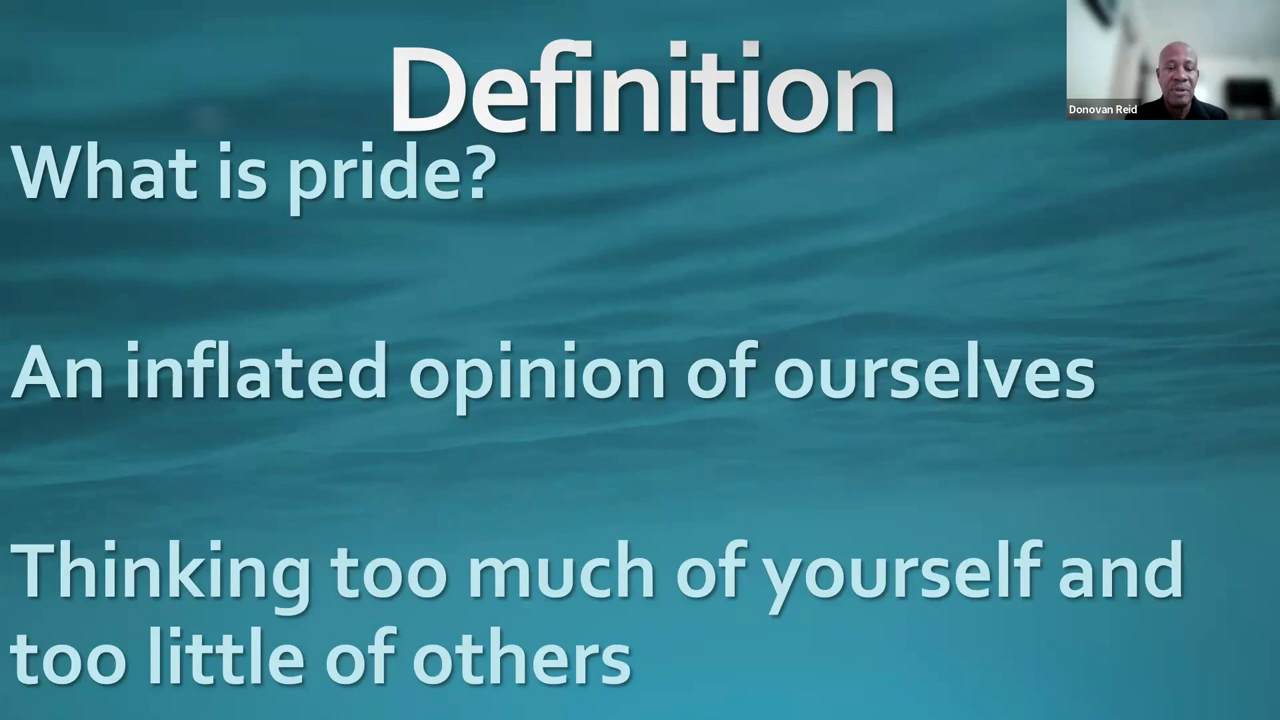 Definition
Donovan Reid
What is pride?
An inflated opinion of ourselves
Thinking too much of yourself and
too little of others